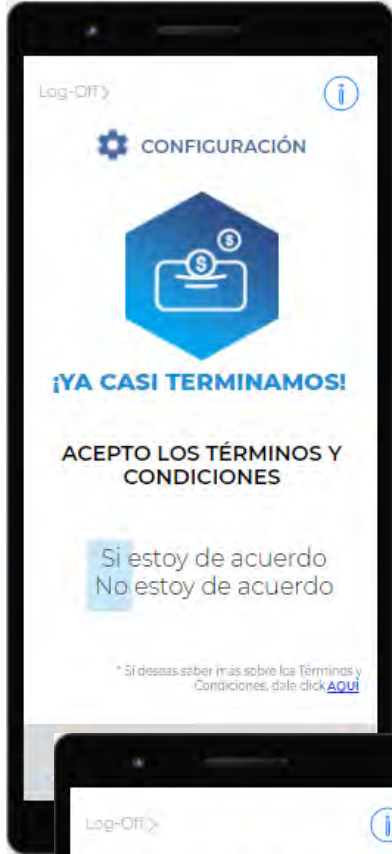 Log-Off >
i
CONFIGURACIÓN
$
$
¡YA CASI TERMINAMOS!
ACEPTO LOS TÉRMINOS Y
CONDICIONES
Si estoy de acuerdo
No estoy de acuerdo
* Si deseas saber más sobre los Términos y
Condiciones, dale click AQUÍ
Log-Off >
i